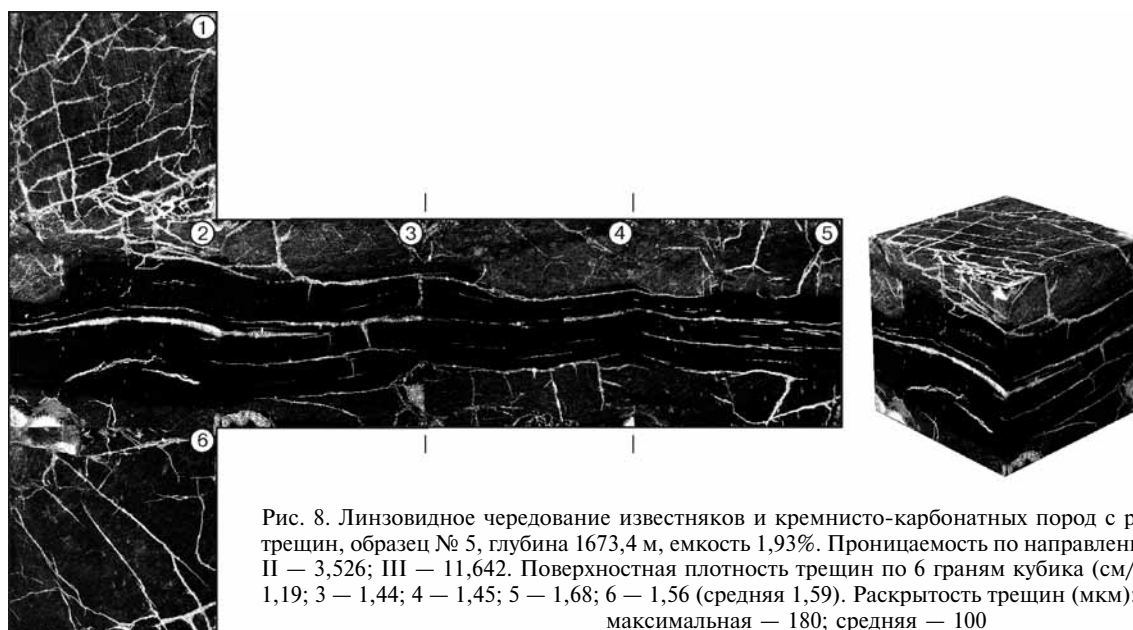 1
2
3
4
5
6
Рис. 8. Линзовидное чередование известняков и кремнисто-карбонатных пород с
трещин, образец № 5, глубина 1673,4 м, емкость 1,93%. Проницаемость по
II — 3,526; III — 11,642. Поверхностная плотность трещин по 6 граням кубика
1,19; 3 — 1,44; 4 — 1,45; 5 — 1,68; 6 — 1,56 (средняя 1,59). Раскрытость трещин (мкм):
максимальная — 180; средняя — 100